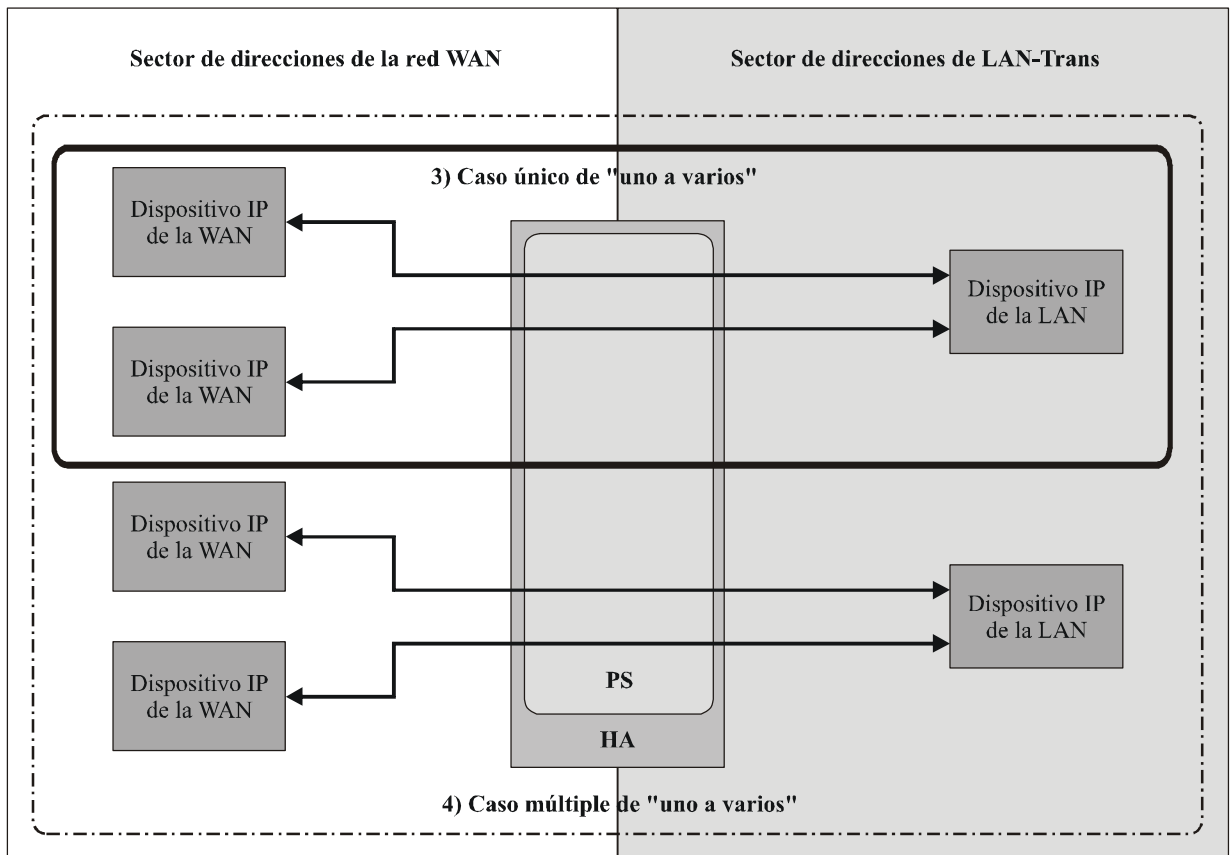 Sector de direcciones de la red WAN
Sector de direcciones de LAN-Trans
3) Caso único de "uno a varios"
Dispositivo IP
de la WAN
Dispositivo IP
de la LAN
Dispositivo IP
de la WAN
Dispositivo IP
de la WAN
Dispositivo IP
de la LAN
Dispositivo IP
de la WAN
PS
HA
4) Caso múltiple de "uno a varios"